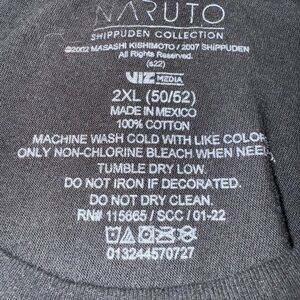 NARUTO
SHIPPUDEN COLLECTION
©2002 MASASHI KISHIMOTO / 2007 SHIPPUDEN
All Rights Reserved.
(s22)
VIZ MEDIA
2XL (50/52)
MADE IN MEXICO
100% COTTON
MACHINE WASH COLD WITH LIKE COLOR
ONLY NON-CHLORINE BLEACH WHEN NEE
TUMBLE DRY LOW.
DO NOT IRON IF DECORATED.
DO NOT DRY CLEAN.
RN# 115665 / SCC / 01-22
013244570727